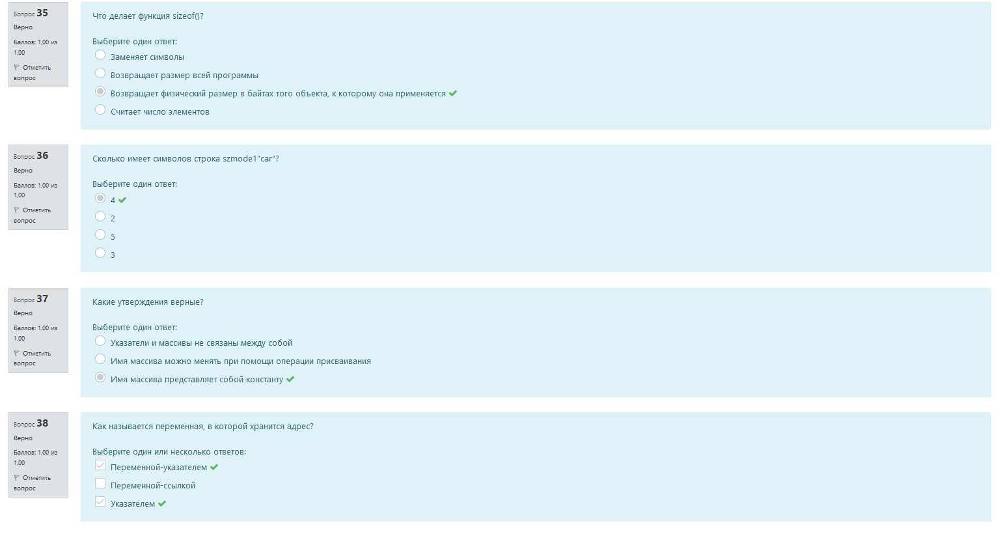 Вопрос 35
Верно
Баллов: 1,00 из
1,00
Отметить
вопрос
Что делает функция sizeof()?
Выберите один ответ:
Заменяет символы
Возвращает размер всей программы
Возвращает физический размер в байтах того объекта, к которому она применяется
Считает число элементов
Вопрос 36
Верно
Баллов: 1,00 из
1,00
Отметить
вопрос
Сколько имеет символов строка szmode1"car"?
Выберите один ответ:
4
2
5
3
Вопрос 37
Верно
Баллов: 1,00 из
1,00
Отметить
вопрос
Какие утверждения верные?
Выберите один ответ:
Указатели и массивы не связаны между собой
Имя массива можно менять при помощи операции присваивания
Имя массива представляет собой константу
Вопрос 38
Верно
Баллов: 1,00 из
1,00
Отметить
вопрос
Как называется переменная, в которой хранится адрес?
Выберите один или несколько ответов:
Переменной-указателем
Переменной-ссылкой
Указателем